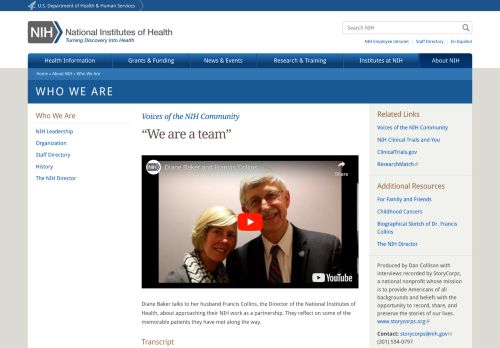 U.S. Department of Health & Human Services
Search NIH
NIH National Institutes of Health
Turning Discovery Into Health
NIH Employee Intranet | Staff Directory | En Español
Health Information
Grants & Funding
News & Events
Research & Training
Institutes at NIH
About NIH
Home » About NIH » Who We Are
WHO WE ARE
Who We Are
NIH Leadership
Organization
Staff Directory
History
The NIH Director
Voices of the NIH Community
“We are a team”
NIH Diane Baker and Francis Collins
Share
YouTube
Diane Baker talks to her husband Francis Collins, the Director of the National Institutes of
Health, about approaching their NIH work as a partnership. They reflect on some of the
memorable patients they have met along the way.
Transcript
Related Links
Voices of the NIH Community
NIH Clinical Trials and You
ClinicalTrials.gov
ResearchMatch
Additional Resources
For Family and Friends
Childhood Cancers
Biographical Sketch of Dr. Francis
Collins
The NIH Director
Produced by Dan Collison with
interviews recorded by
StoryCorps,
a national nonprofit whose mission
is to provide Americans of all
backgrounds and beliefs with the
opportunity to record, share, and
preserve the stories of our lives.
www.storycorps.org
Contact: storycorps@nih.gov
(301) 594-0797